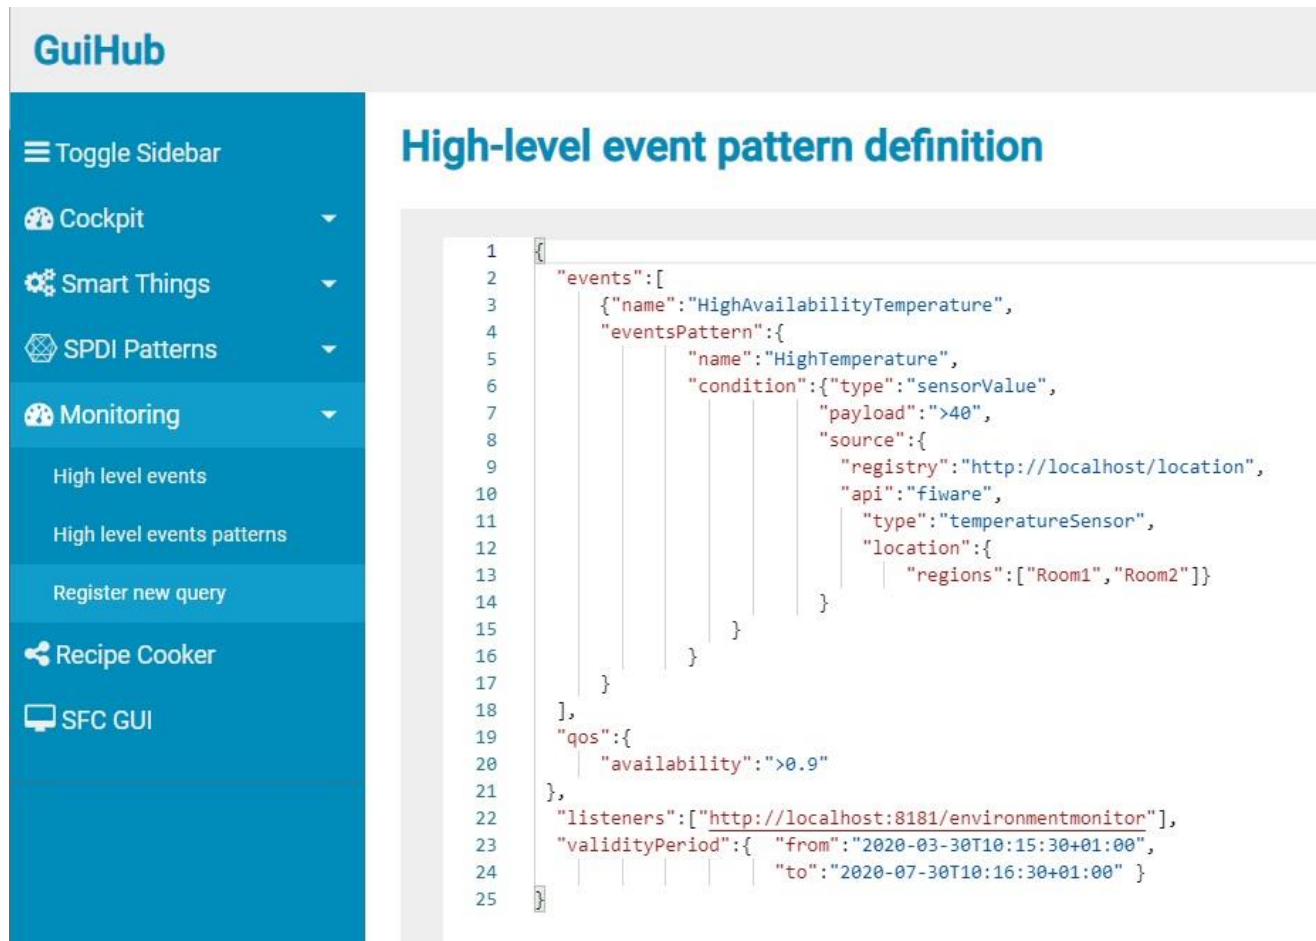 GuiHub
Toggle Sidebar
Cockpit
Smart Things
SPDI Patterns
Monitoring
High level events
High level events patterns
Register new query
Recipe Cooker
SFC GUI
High-level event pattern definition
1 {
2 "events":[
3 {"name":"HighAvailabilityTemperature",
4 "eventsPattern":{
5 "name":"HighTemperature",
6 "condition":{"type":"sensorValue",
7 "payload":">40",
8 "source":{
9 "registry":"http://localhost/location",
10 "api":"fiware",
11 "type":"temperatureSensor",
12 "location":{
13 "regions":["Room1","Room2"]}
14 }
15 }
16 }
17 }
18 ],
19 "qos":{
20 "availability":">0.9"
21 },
22 "listeners":["http://localhost:8181/environmentmonitor"],
23 "validityPeriod":{ "from":"2020-03-30T10:15:30+01:00",
24 "to":"2020-07-30T10:16:30+01:00" }
25 }